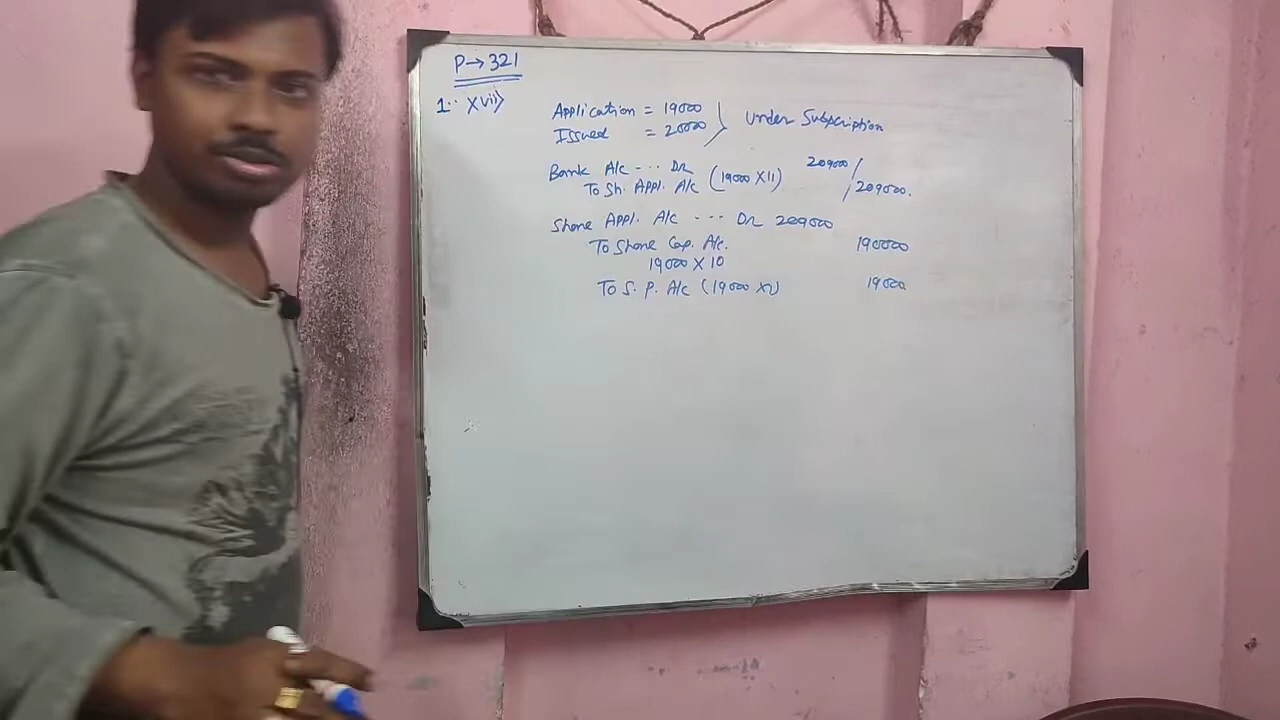 P→321
1. xvii>
Application = 19000
Issued = 20000
under Subscription
Bank A/c ... Dr 209000/
To Sh. Appl. A/c (19000 X 11) /209000.
Share Appl. A/c ... Dr 209000
To Share Cap. A/c. 190000
19000 X 10
To S. P. A/c (19000 X1) 19000